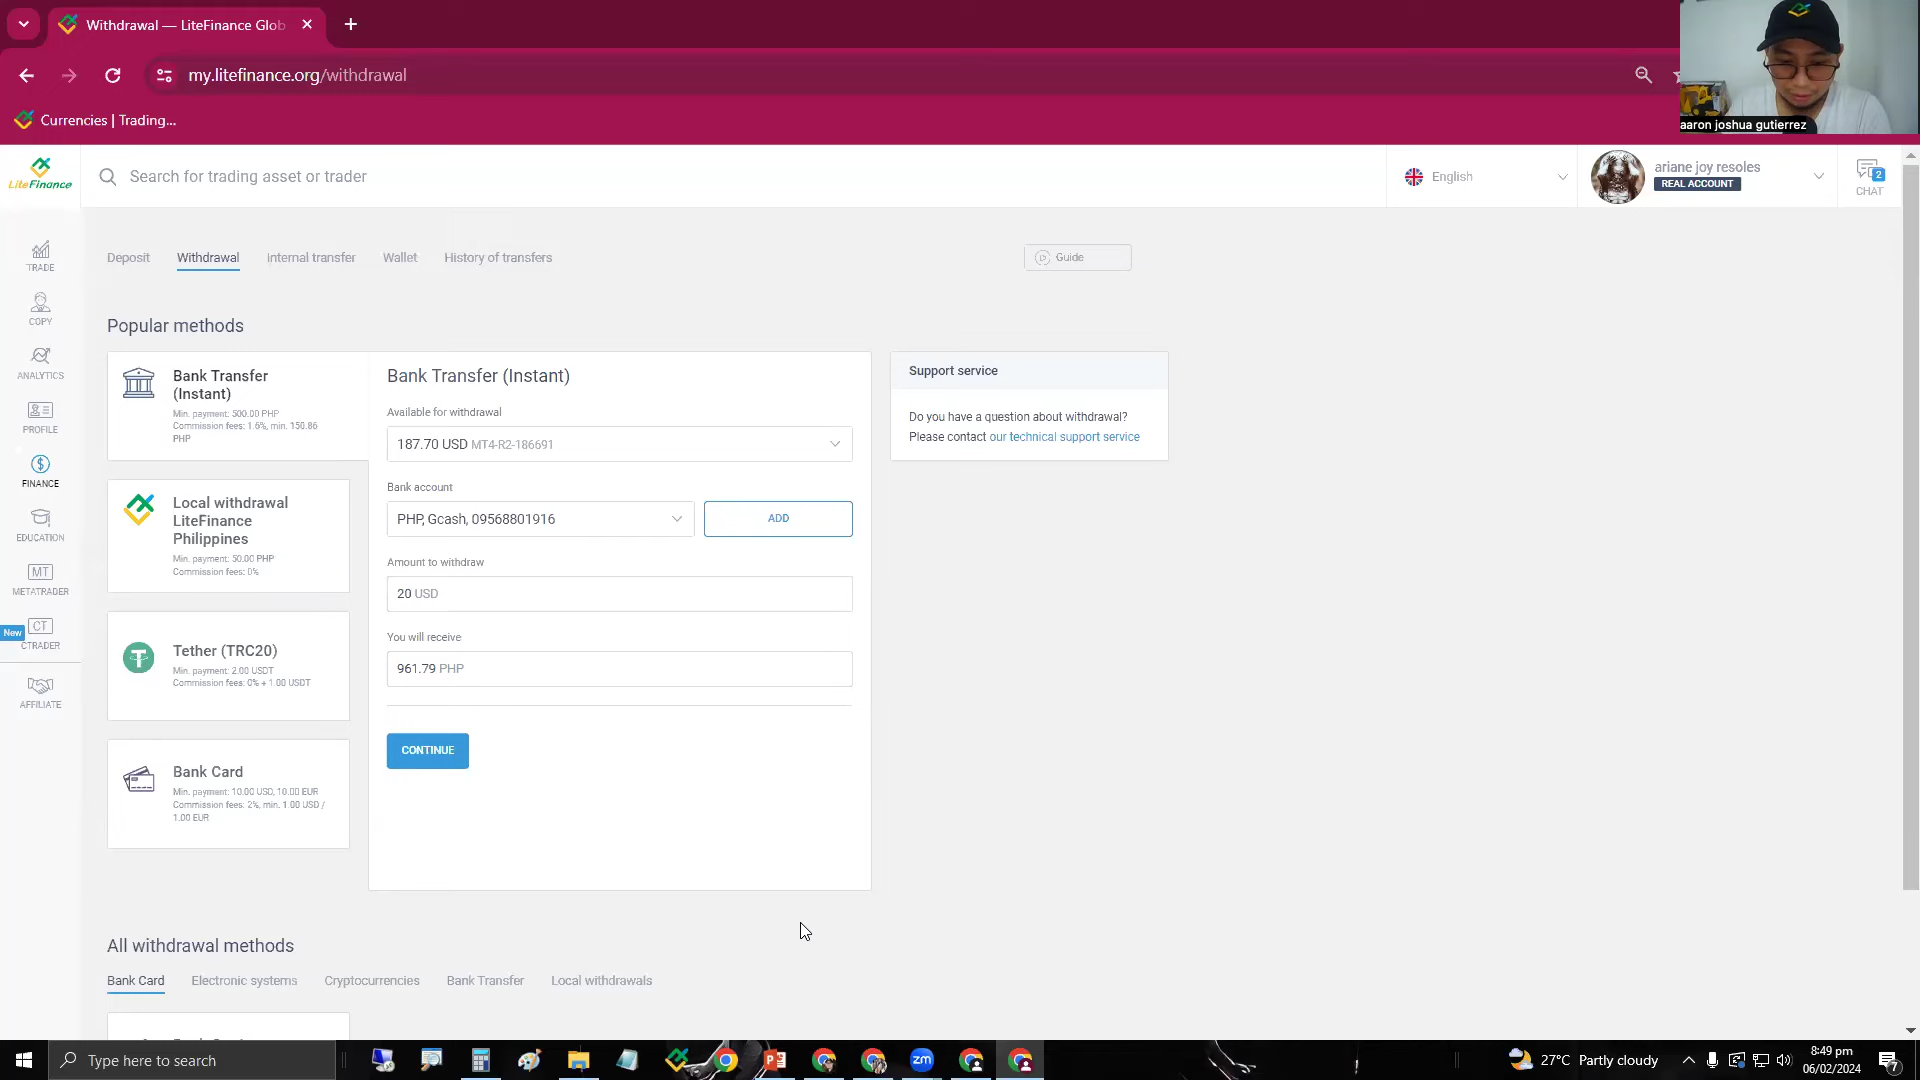 Withdrawal — LiteFinance Glob
my.litefinance.org/withdrawal
Currencies | Trading...
aaron joshua gutierrez
LiteFinance
Search for trading asset or trader
English
ariane joy resoles
REAL ACCOUNT
2
CHAT
TRADE
COPY
ANALYTICS
PROFILE
FINANCE
EDUCATION
MT
METATRADER
New
CT
CTRADER
AFFILIATE
Deposit
Withdrawal
Internal transfer
Wallet
History of transfers
Guide
Popular methods
Bank Transfer
(Instant)
Min. payment: 500.00 PHP
Commission fees: 1.6%, min. 150.86
PHP
Local withdrawal
LiteFinance
Philippines
Min. payment: 50.00 PHP
Commission fees: 0%
Tether (TRC20)
Min. payment: 2.00 USDT
Commission fees: 0% + 1.00 USDT
Bank Card
Min. payment: 10.00 USD, 10.00 EUR
Commission fees: 2%, min. 1.00 USD /
1.00 EUR
Bank Transfer (Instant)
Available for withdrawal
187.70 USD MT4-R2-186691
Bank account
PHP, Gcash, 09568801916
ADD
Amount to withdraw
20 USD
You will receive
961.79 PHP
CONTINUE
Support service
Do you have a question about withdrawal?
Please contact our technical support service
All withdrawal methods
Bank Card
Electronic systems
Cryptocurrencies
Bank Transfer
Local withdrawals
Type here to search
zm
27°C Partly cloudy
8:49 pm
06/02/2024
7